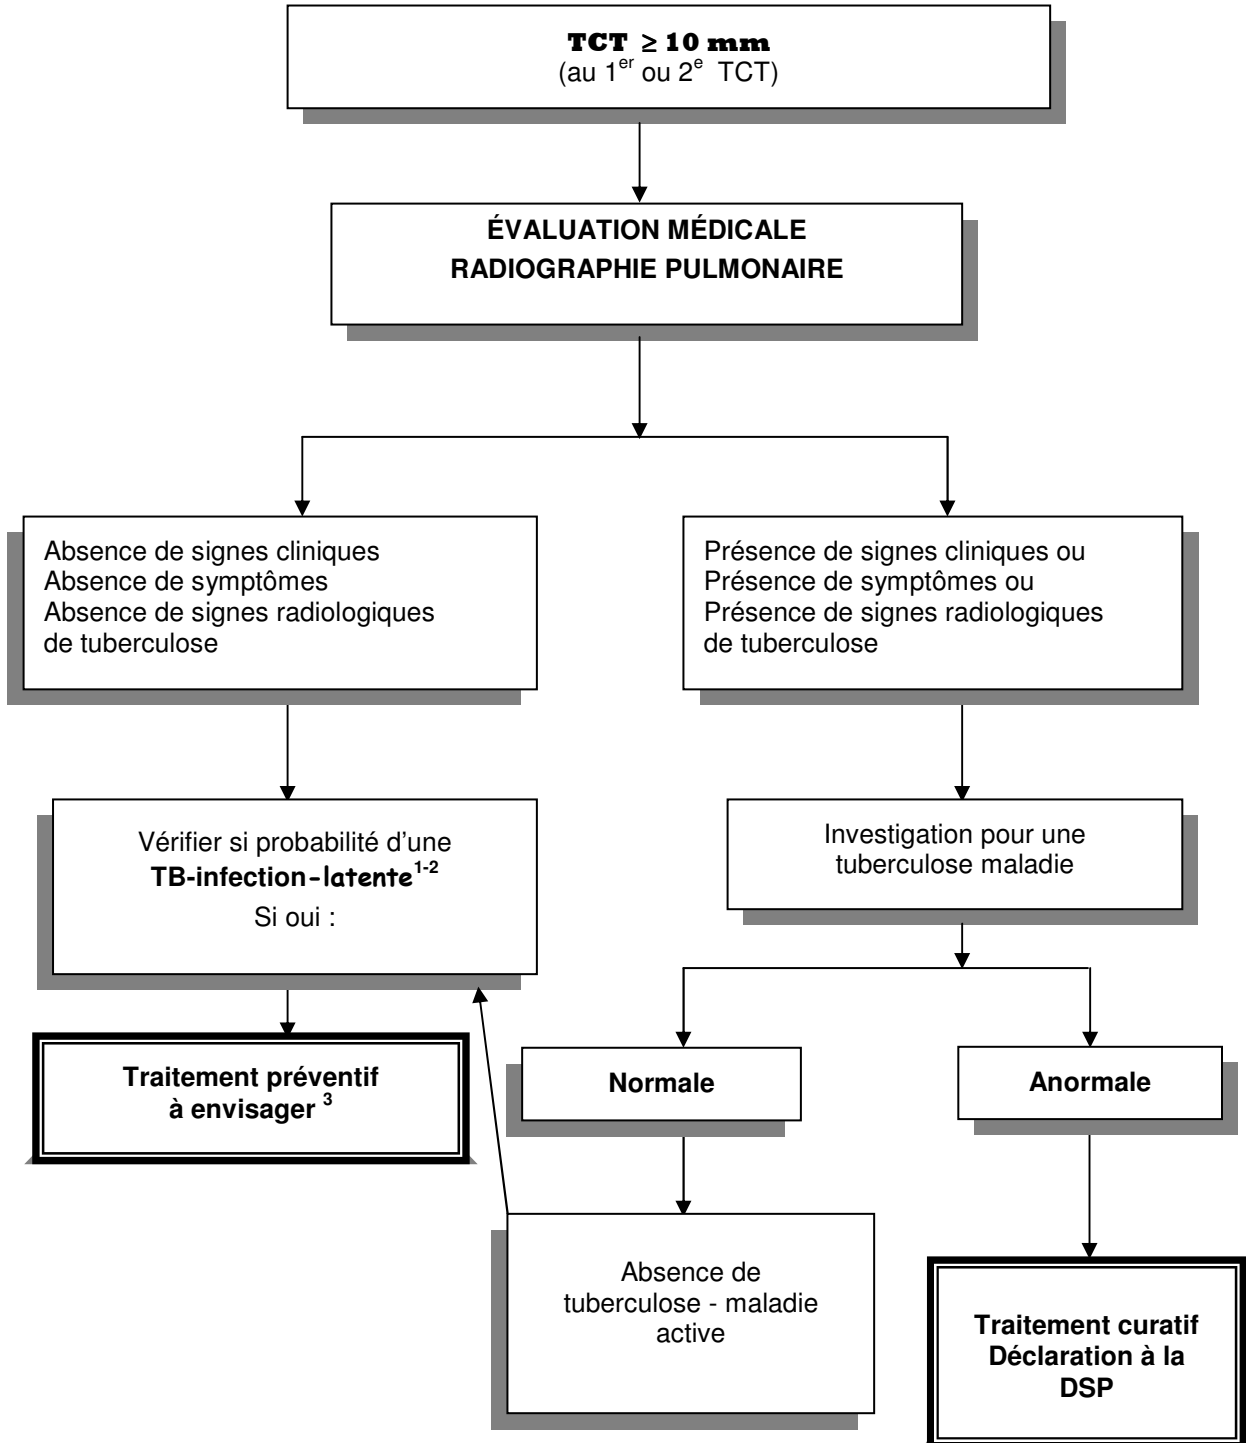 TCT ≥ 10 mm
(au 1er ou 2e TCT)
ÉVALUATION MÉDICALE
RADIOGRAPHIE PULMONAIRE
Absence de signes cliniques
Absence de symptômes
Absence de signes radiologiques
de tuberculose
Présence de signes cliniques ou
Présence de symptômes ou
Présence de signes radiologiques
de tuberculose
Vérifier si probabilité d'une
TB-infection-latente1-2
Si oui :
Investigation pour une
tuberculose maladie
Traitement préventif
à envisager 3
Normale
Anormale
Absence de
tuberculose - maladie
active
Traitement curatif
Déclaration à la
DSP